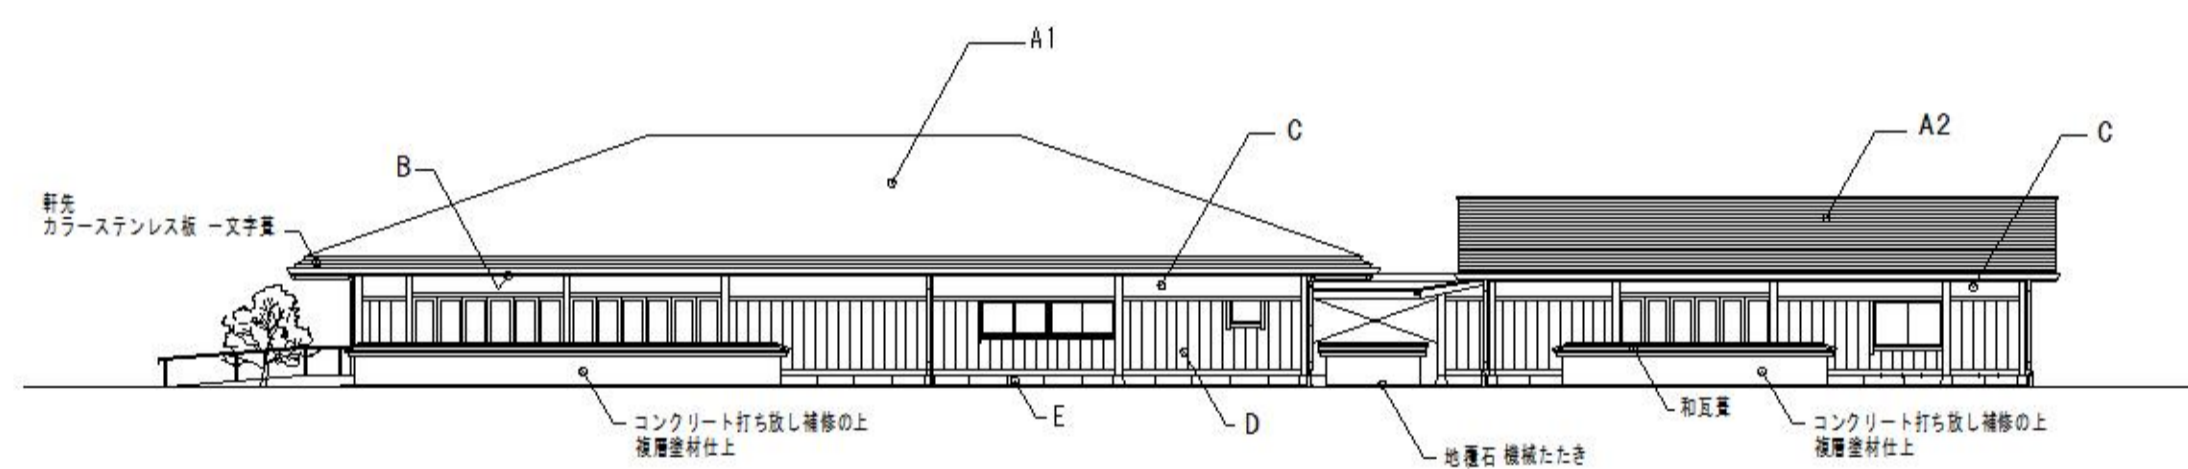 A1
A2
C
C
B
軒先
カラーステンレス板 一文字葺
コンクリート打ち放し補修の上
複層塗材仕上
E
D
地覆石 機械たたき
和瓦葺
コンクリート打ち放し補修の上
複層塗材仕上